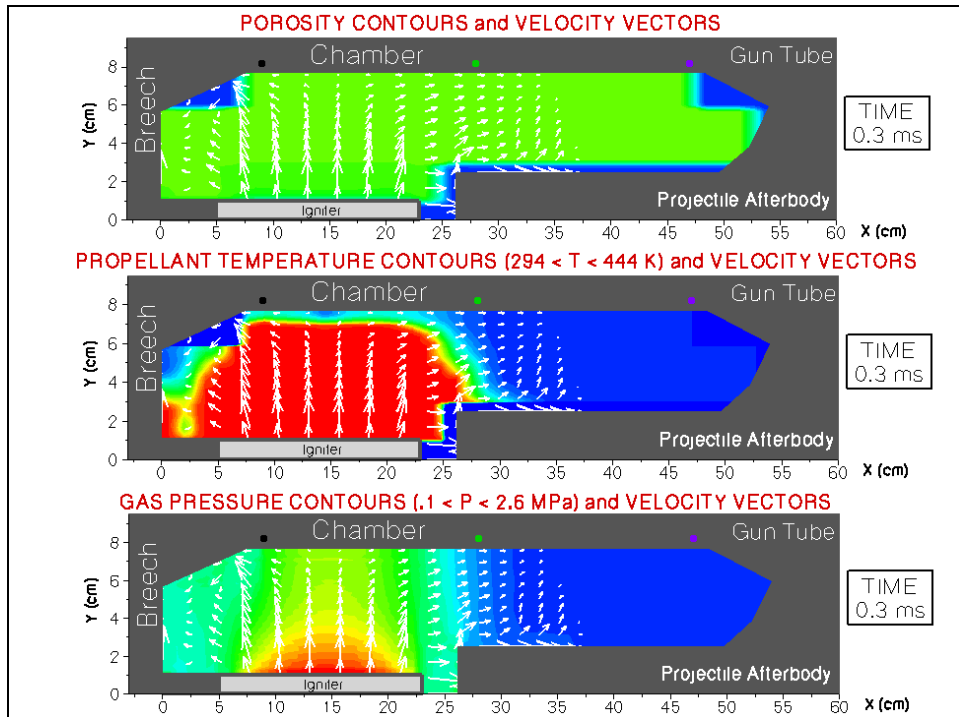 POROSITY CONTOURS and VELOCITY VECTORS
Chamber
Gun Tube
Breech
Y (cm)
8
6
4
2
0
Igniter
Projectile Afterbody
0 5 10 15 20 25 30 35 40 45 50 55 60
X (cm)
TIME
0.3 ms
PROPELLANT TEMPERATURE CONTOURS (294 < T < 444 K) and VELOCITY VECTORS
Chamber
Gun Tube
Breech
Y (cm)
8
6
4
2
0
Igniter
Projectile Afterbody
0 5 10 15 20 25 30 35 40 45 50 55 60
X (cm)
TIME
0.3 ms
GAS PRESSURE CONTOURS (.1 < P < 2.6 MPa) and VELOCITY VECTORS
Chamber
Gun Tube
Breech
Y (cm)
8
6
4
2
0
Igniter
Projectile Afterbody
0 5 10 15 20 25 30 35 40 45 50 55 60
X (cm)
TIME
0.3 ms